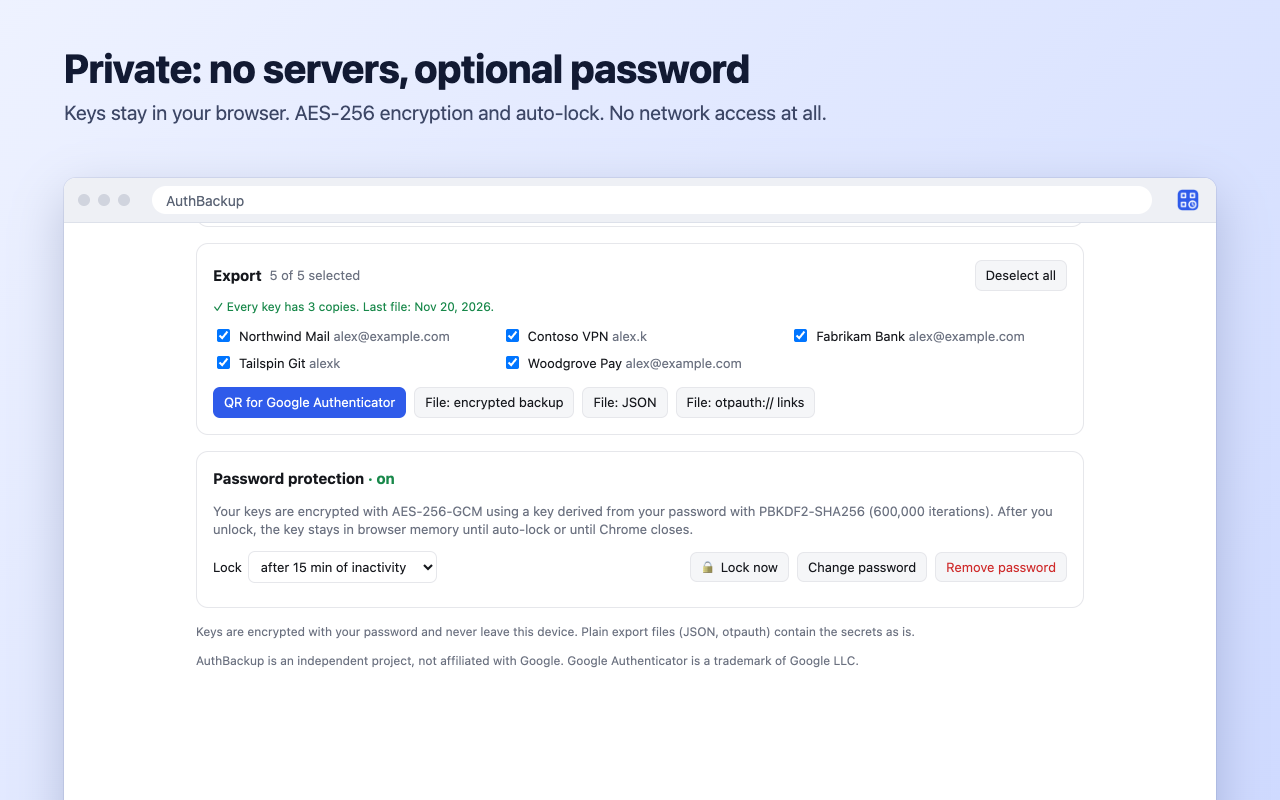 Private: no servers, optional password
Keys stay in your browser. AES-256 encryption and auto-lock. No network access at all.
AuthBackup
Export 5 of 5 selected Deselect all
✓ Every key has 3 copies. Last file: Nov 20, 2026.
Northwind Mail alex@example.com Contoso VPN alex.k Fabrikam Bank alex@example.com
Tailspin Git alexk Woodgrove Pay alex@example.com
QR for Google Authenticator File: encrypted backup File: JSON File: otpauth:// links
Password protection · on
Your keys are encrypted with AES-256-GCM using a key derived from your password with PBKDF2-SHA256 (600,000 iterations). After you
unlock, the key stays in browser memory until auto-lock or until Chrome closes.
Lock after 15 min of inactivity Lock now Change password Remove password
Keys are encrypted with your password and never leave this device. Plain export files (JSON, otpauth) contain the secrets as is.
AuthBackup is an independent project, not affiliated with Google. Google Authenticator is a trademark of Google LLC.